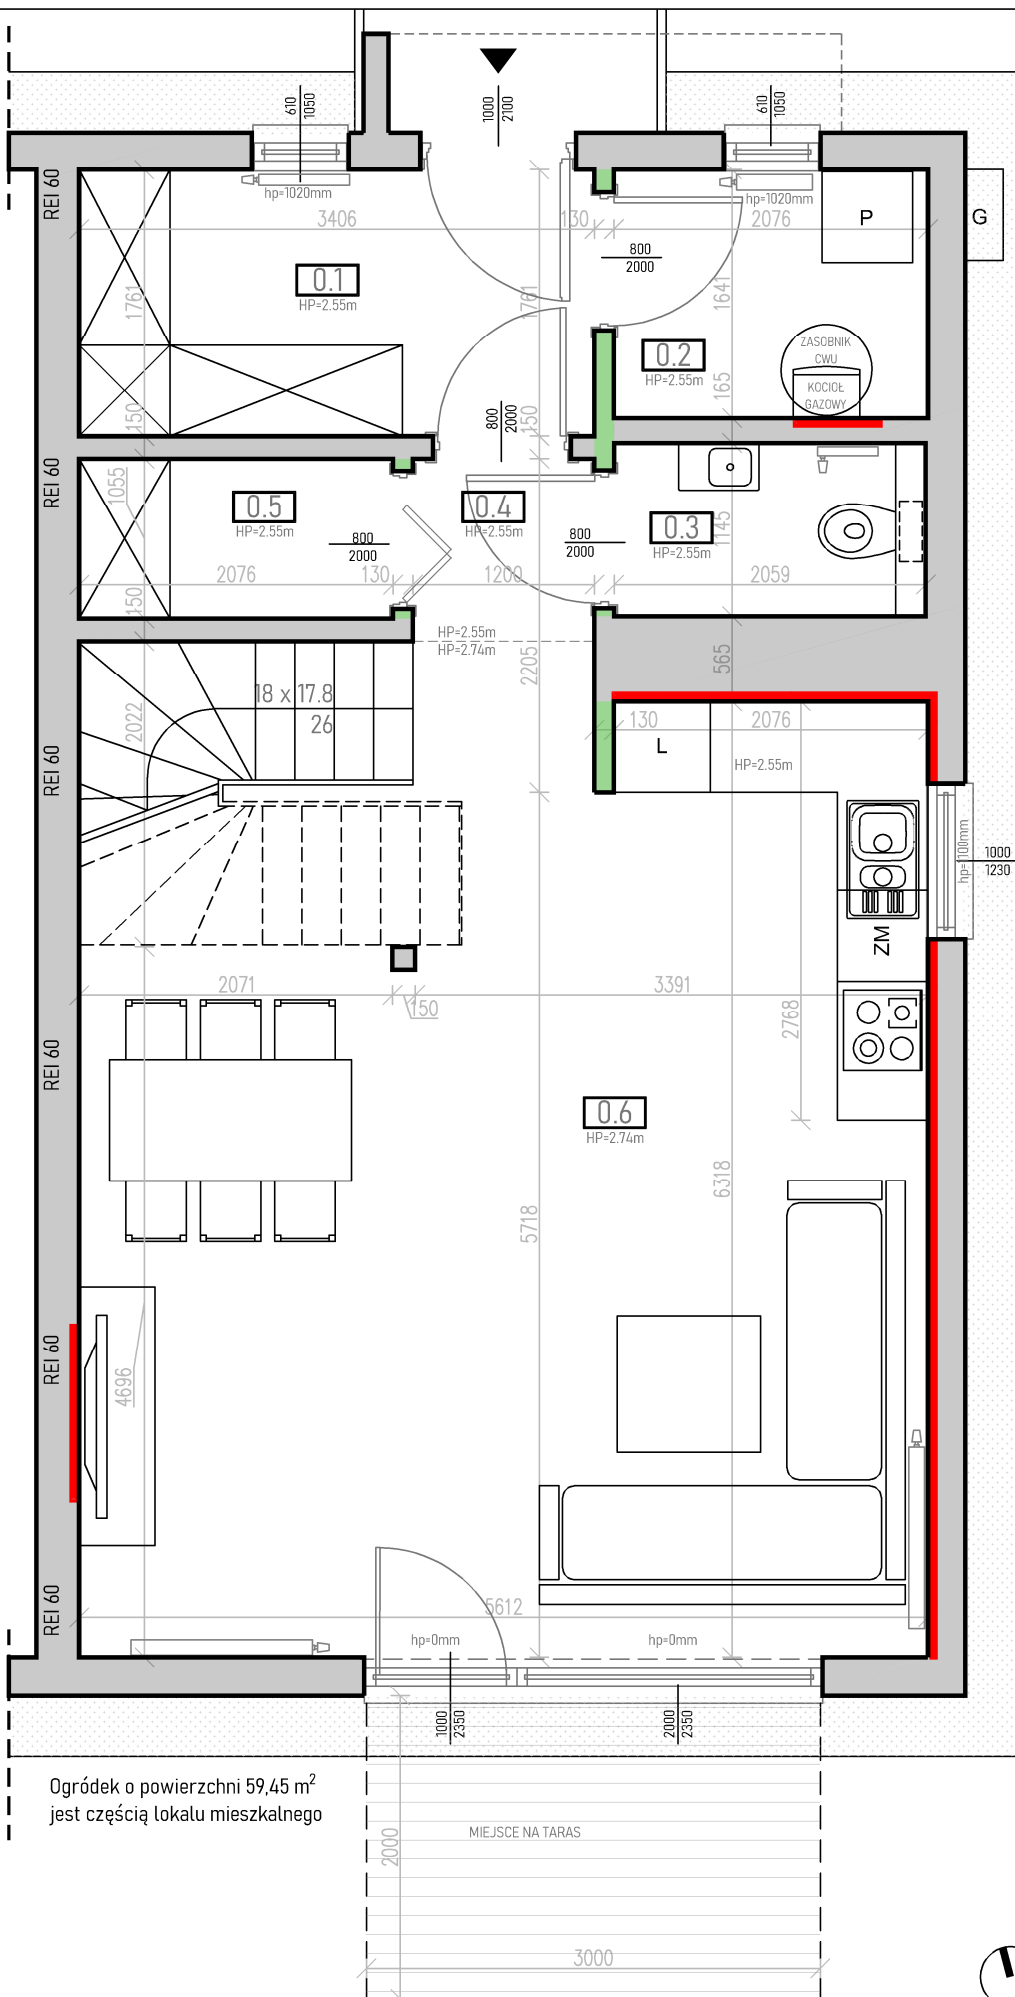 610
1050
1000
2100
610
1050
REI 60
hp=1020mm
hp=1020mm
3406
130
2076
P
G
800
2000
0.1
HP=2.55m
1761
1761
1641
ZASOBNIK
CWU
KOCIOŁ
GAZOWY
0.2
HP=2.55m
165
150
150
800
2000
REI 60
1055
0.5
HP=2.55m
0.4
HP=2.55m
0.3
HP=2.55m
1145
800
2000
800
2000
2076
130
1200
2059
150
HP=2.55m
HP=2.74m
2205
565
18 x 17.8
26
2022
REI 60
130
2076
L
HP=2.55m
hp=1100mm
1000
1230
ZM
2071
150
3391
2768
REI 60
0.6
HP=2.74m
6318
5718
REI 60
4696
REI 60
5612
hp=0mm
hp=0mm
1000
2350
2000
2350
Ogródek o powierzchni 59,45 m²
jest częścią lokalu mieszkalnego
MIEJSCE NA TARAS
2000
3000